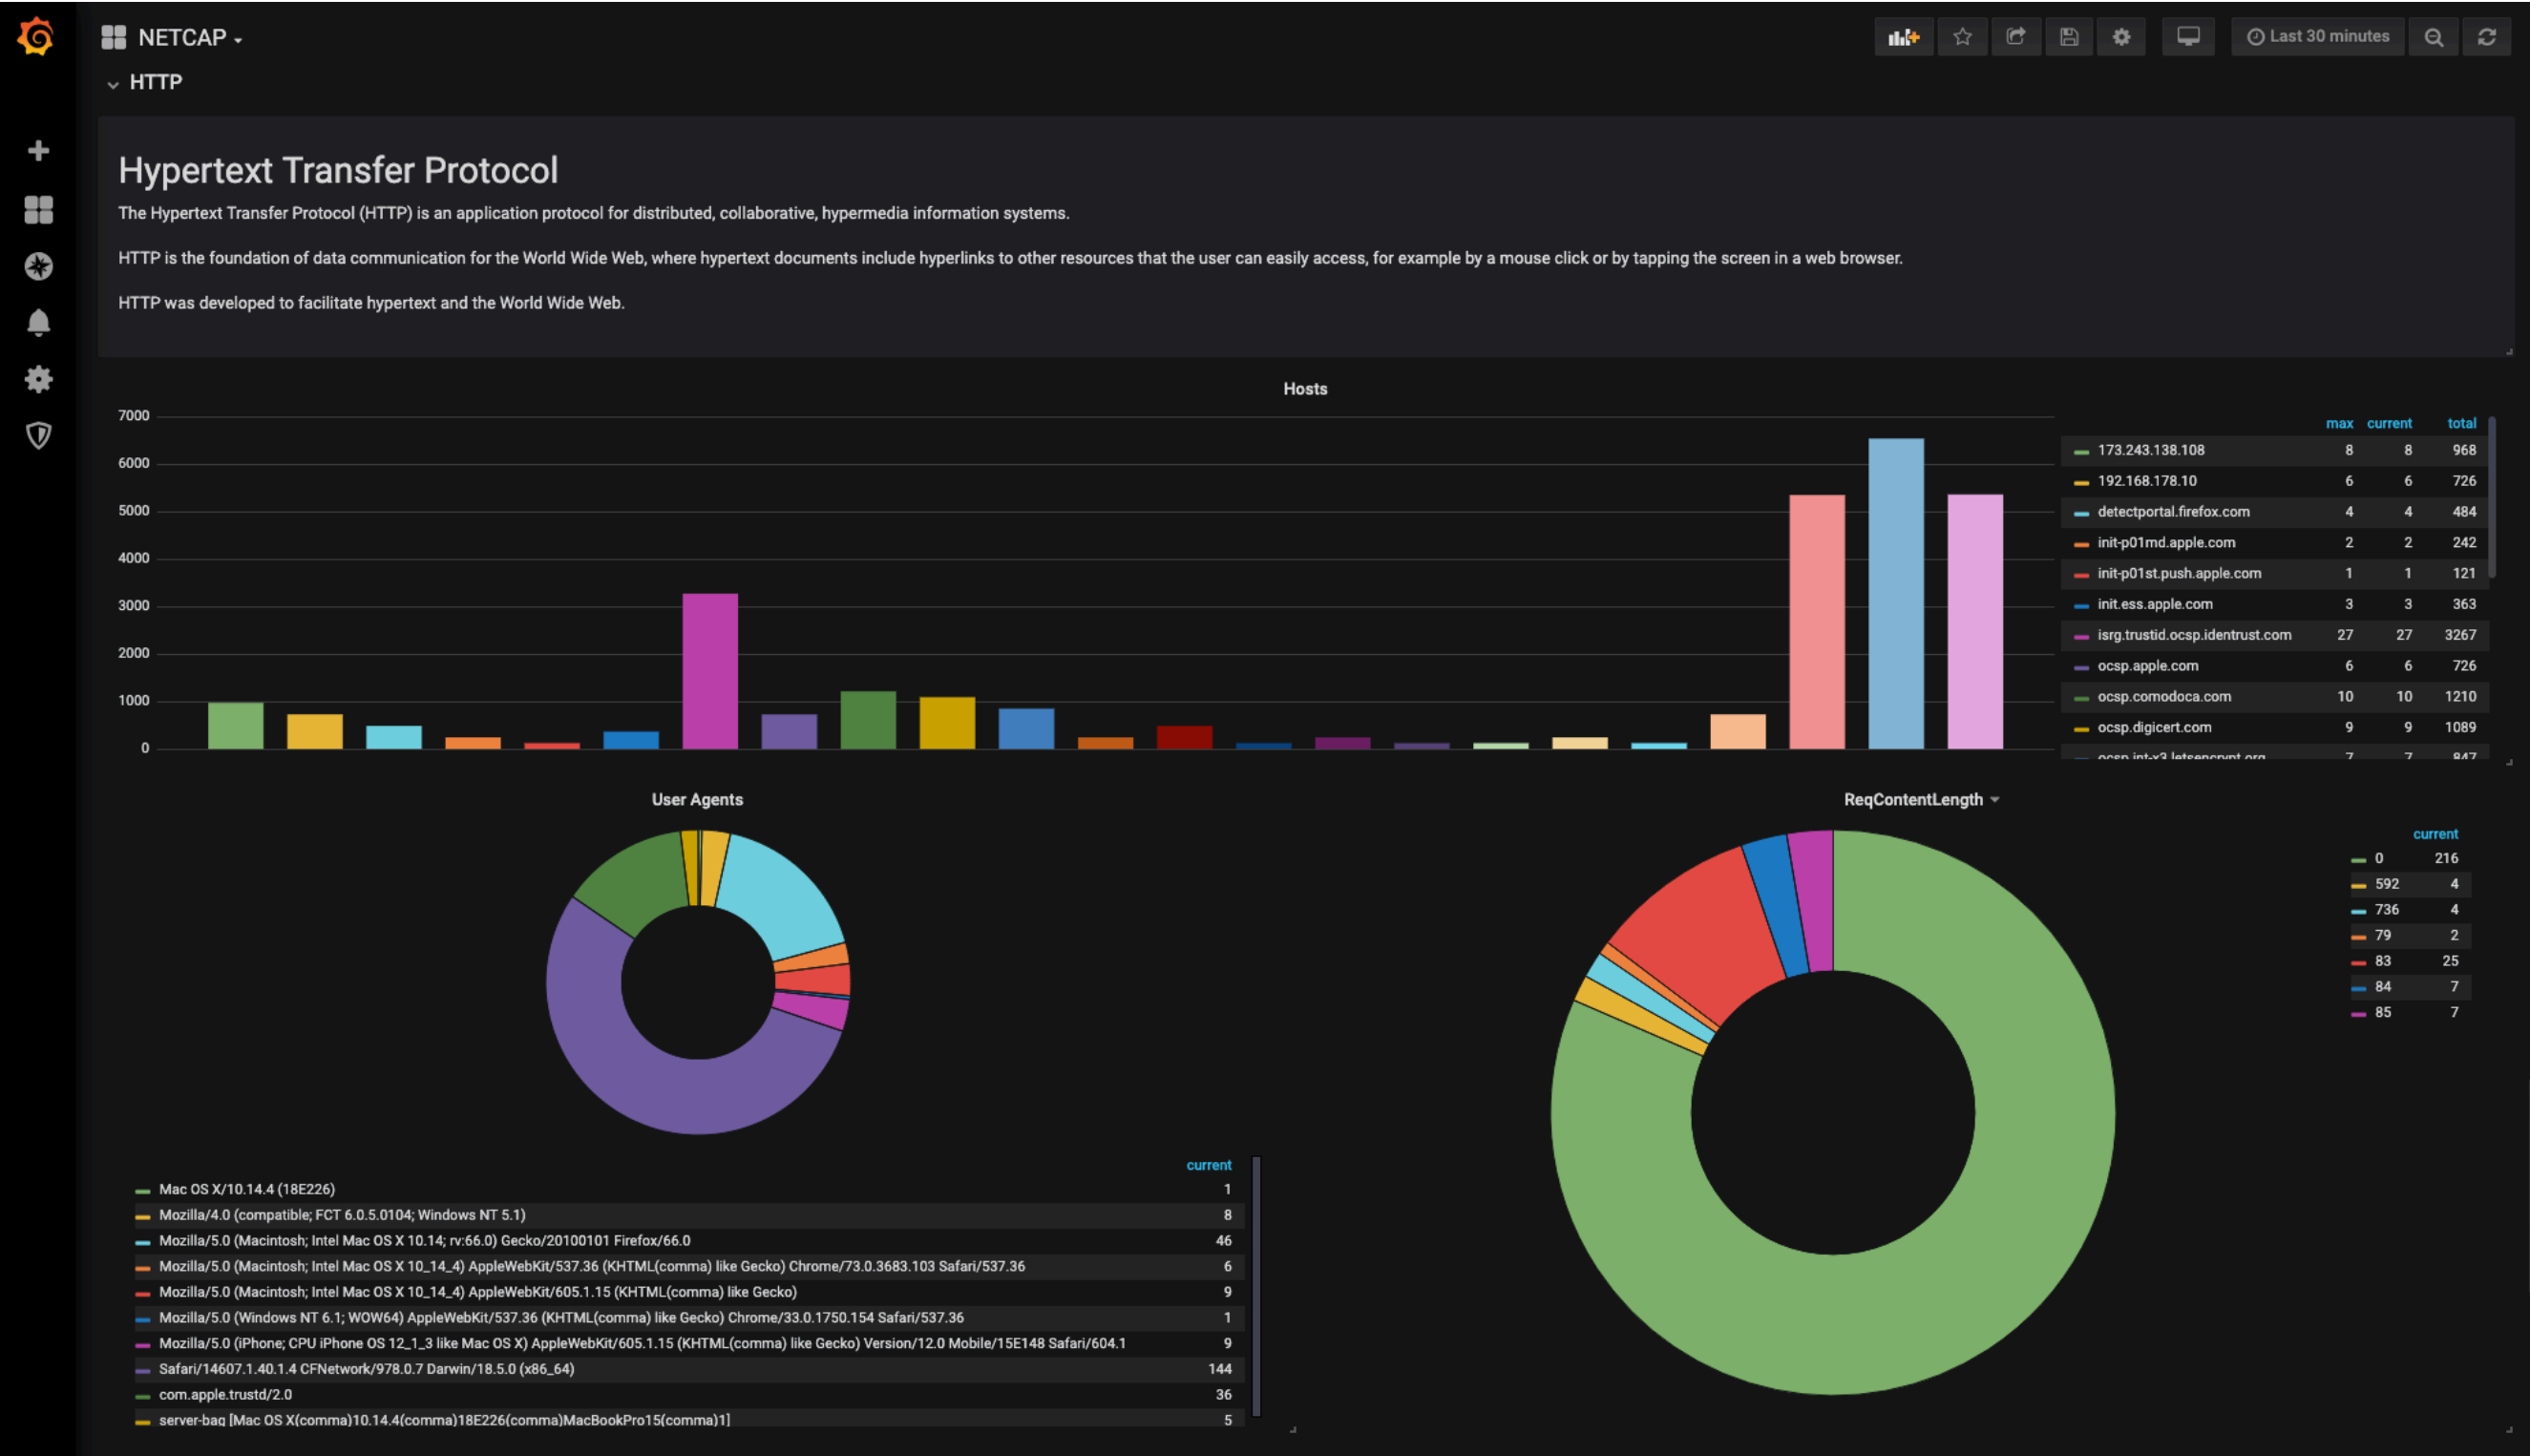 NETCAP
Last 30 minutes
HTTP
Hypertext Transfer Protocol
The Hypertext Transfer Protocol (HTTP) is an application protocol for distributed, collaborative, hypermedia information systems.
HTTP is the foundation of data communication for the World Wide Web, where hypertext documents include hyperlinks to other resources that the user can easily access, for example by a mouse click or by tapping the screen in a web browser.
HTTP was developed to facilitate hypertext and the World Wide Web.
Hosts
7000
6000
5000
4000
3000
2000
1000
0
max current total
173.243.138.108 8 8 968
192.168.178.10 6 6 726
detectportal.firefox.com 4 4 484
init-p01md.apple.com 2 2 242
init-p01st.push.apple.com 1 1 121
init.ess.apple.com 3 3 363
isrg.trustid.ocsp.identrust.com 27 27 3267
ocsp.apple.com 6 6 726
ocsp.comodoca.com 10 10 1210
ocsp.digicert.com 9 9 1089
ocsp.int-x3.letsencrypt.org 7 7 847
User Agents
current
Mac OS X/10.14.4 (18E226) 1
Mozilla/4.0 (compatible; FCT 6.0.5.0104; Windows NT 5.1) 8
Mozilla/5.0 (Macintosh; Intel Mac OS X 10.14; rv:66.0) Gecko/20100101 Firefox/66.0 46
Mozilla/5.0 (Macintosh; Intel Mac OS X 10_14_4) AppleWebKit/537.36 (KHTML(comma) like Gecko) Chrome/73.0.3683.103 Safari/537.36 6
Mozilla/5.0 (Macintosh; Intel Mac OS X 10_14_4) AppleWebKit/605.1.15 (KHTML(comma) like Gecko) 9
Mozilla/5.0 (Windows NT 6.1; WOW64) AppleWebKit/537.36 (KHTML(comma) like Gecko) Chrome/33.0.1750.154 Safari/537.36 1
Mozilla/5.0 (iPhone; CPU iPhone OS 12_1_3 like Mac OS X) AppleWebKit/605.1.15 (KHTML(comma) like Gecko) Version/12.0 Mobile/15E148 Safari/604.1 9
Safari/14607.1.40.1.4 CFNetwork/978.0.7 Darwin/18.5.0 (x86_64) 144
com.apple.trustd/2.0 36
server-bag [Mac OS X(comma)10.14.4(comma)18E226(comma)MacBookPro15(comma)1] 5
ReqContentLength
current
0 216
592 4
736 4
79 2
83 25
84 7
85 7